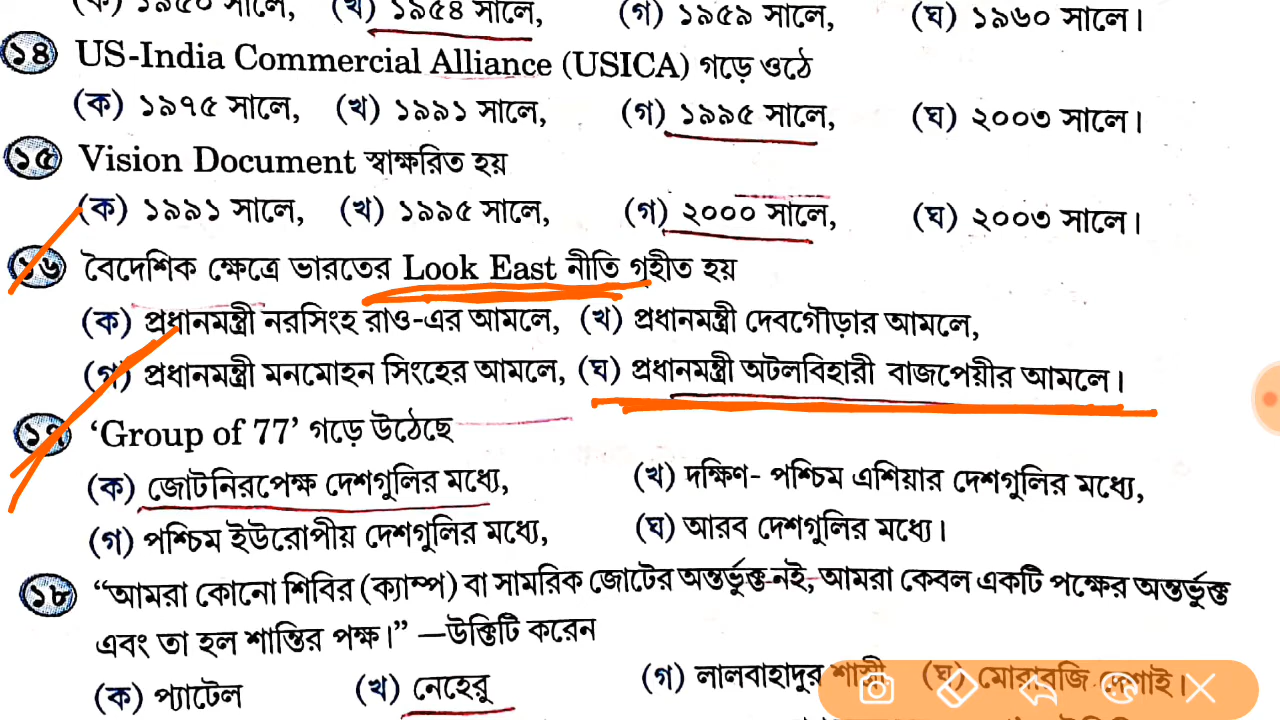 (ক) ১৯৫০ সালে, (খ) ১৯৫৪ সালে, (গ) ১৯৫৯ সালে, (ঘ) ১৯৬০ সালে।
১৪ US-India Commercial Alliance (USICA) গড়ে ওঠে
(ক) ১৯৭৫ সালে, (খ) ১৯৯১ সালে, (গ) ১৯৯৫ সালে, (ঘ) ২০০৩ সালে।
১৫ Vision Document স্বাক্ষরিত হয়
(ক) ১৯৯১ সালে, (খ) ১৯৯৫ সালে, (গ) ২০০০ সালে, (ঘ) ২০০৩ সালে।
১৬ বৈদেশিক ক্ষেত্রে ভারতের Look East নীতি গৃহীত হয়
(ক) প্রধানমন্ত্রী নরসিংহ রাও-এর আমলে, (খ) প্রধানমন্ত্রী দেবগৌড়ার আমলে,
(গ) প্রধানমন্ত্রী মনমোহন সিংহের আমলে, (ঘ) প্রধানমন্ত্রী অটলবিহারী বাজপেয়ীর আমলে।
১৭ ‘Group of 77’ গড়ে উঠেছে
(ক) জোটনিরপেক্ষ দেশগুলির মধ্যে, (খ) দক্ষিণ- পশ্চিম এশিয়ার দেশগুলির মধ্যে,
(গ) পশ্চিম ইউরোপীয় দেশগুলির মধ্যে, (ঘ) আরব দেশগুলির মধ্যে।
১৮ “আমরা কোনো শিবির (ক্যাম্প) বা সামরিক জোটের অন্তর্ভুক্ত নই, আমরা কেবল একটি পক্ষের অন্তর্ভুক্ত
এবং তা হল শান্তির পক্ষ।” —উক্তিটি করেন
(ক) প্যাটেল (খ) নেহেরু (গ) লালবাহাদুর শাস্ত্রী (ঘ) মোরারজি দেশাই।